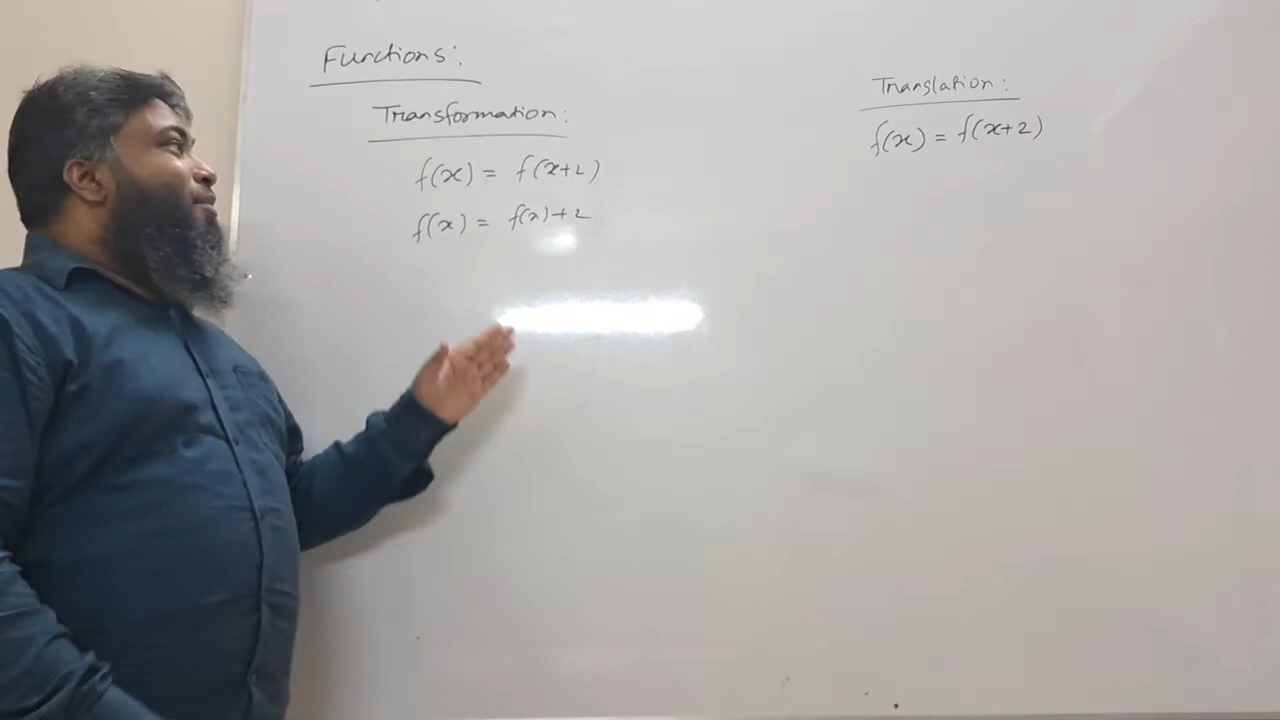 Functions:
Transformation:
f(x) = f(x+2)
f(x) = f(x)+2
Translation:
f(x) = f(x+2)